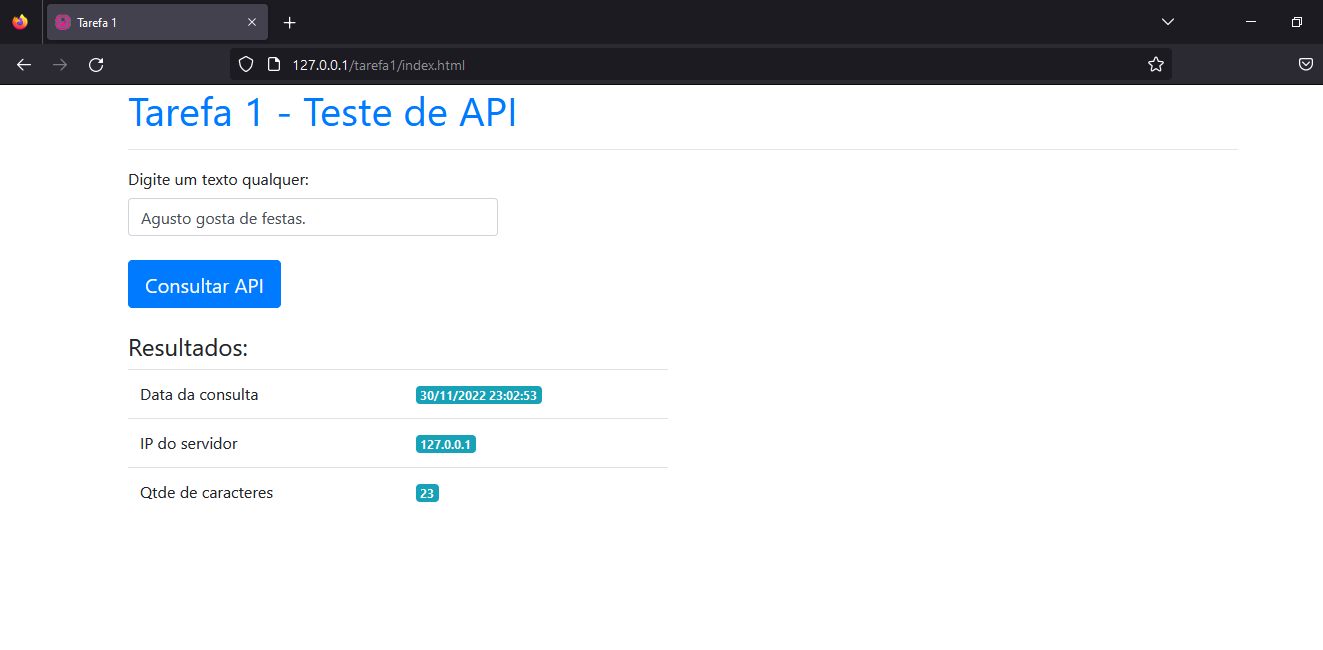 Tarefa 1
127.0.0.1/tarefa1/index.html
Tarefa 1 - Teste de API
Digite um texto qualquer:
Agusto gosta de festas.
Consultar API
Resultados:
Data da consulta 30/11/2022 23:02:53
IP do servidor 127.0.0.1
Qtde de caracteres 23